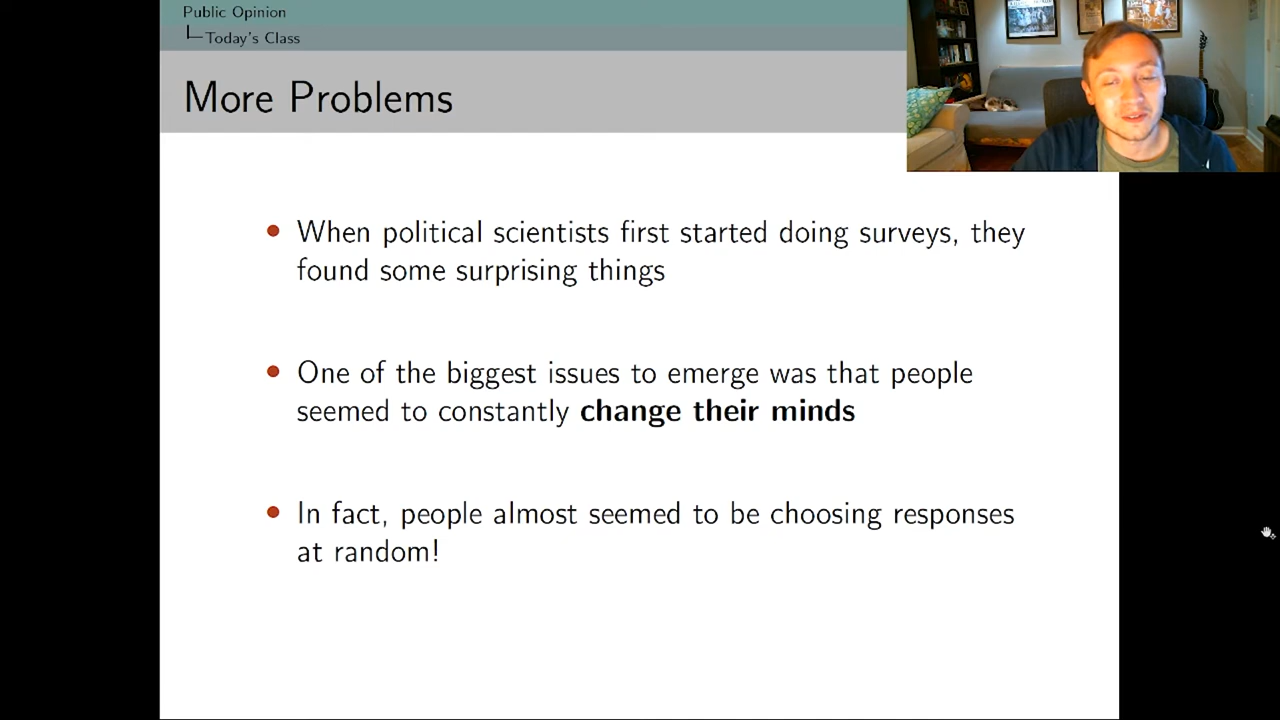 Public Opinion
Today's Class
More Problems
When political scientists first started doing surveys, they
found some surprising things
One of the biggest issues to emerge was that people
seemed to constantly change their minds
In fact, people almost seemed to be choosing responses
at random!